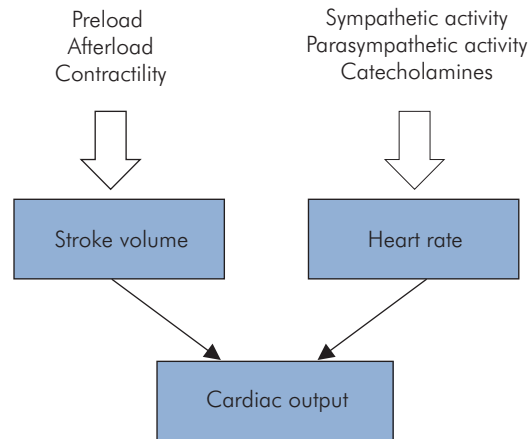 Preload
Afterload
Contractility
Sympathetic activity
Parasympathetic activity
Catecholamines
Stroke volume
Heart rate
Cardiac output